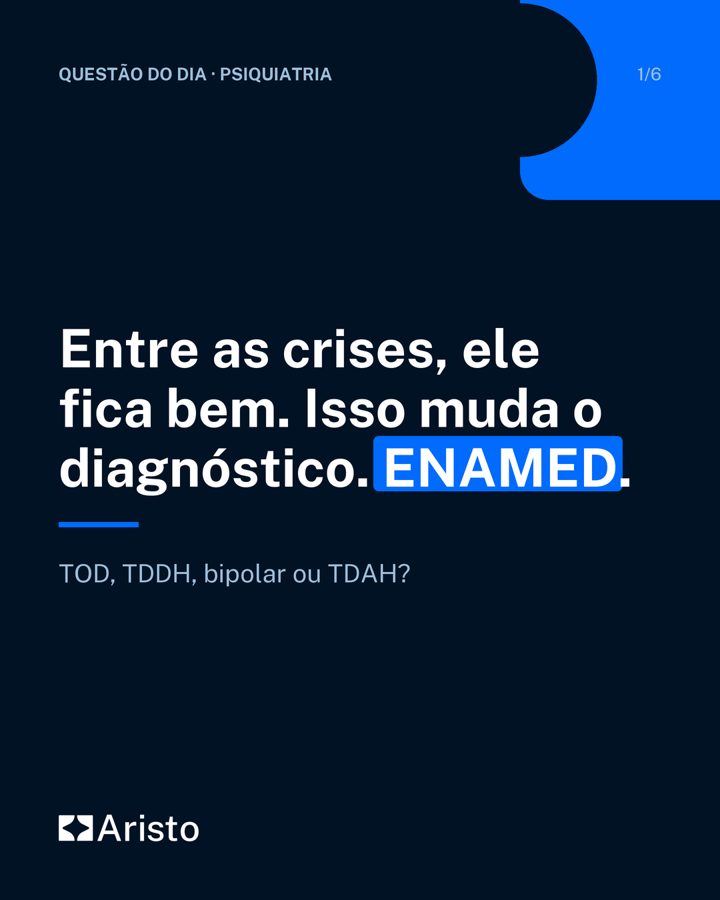 QUESTÃO DO DIA · PSIQUIATRIA
1/6
Entre as crises, ele
fica bem. Isso muda o
diagnóstico. ENAMED.
TOD, TDDH, bipolar ou TDAH?
Aristo